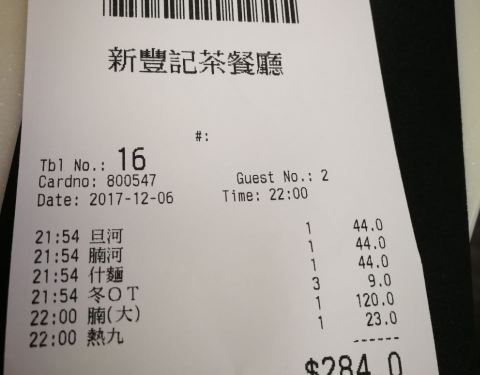 新豐記茶餐廳
#:
Tbl No.: 16
Cardno: 800547 Guest No.: 2
Date: 2017-12-06 Time: 22:00
21:54 旦河 1 44.0
21:54 腩河 1 44.0
21:54 什麵 1 44.0
21:54 冬OT 3 9.0
22:00 腩(大) 1 120.0
22:00 熱九 1 23.0
------
$284.0